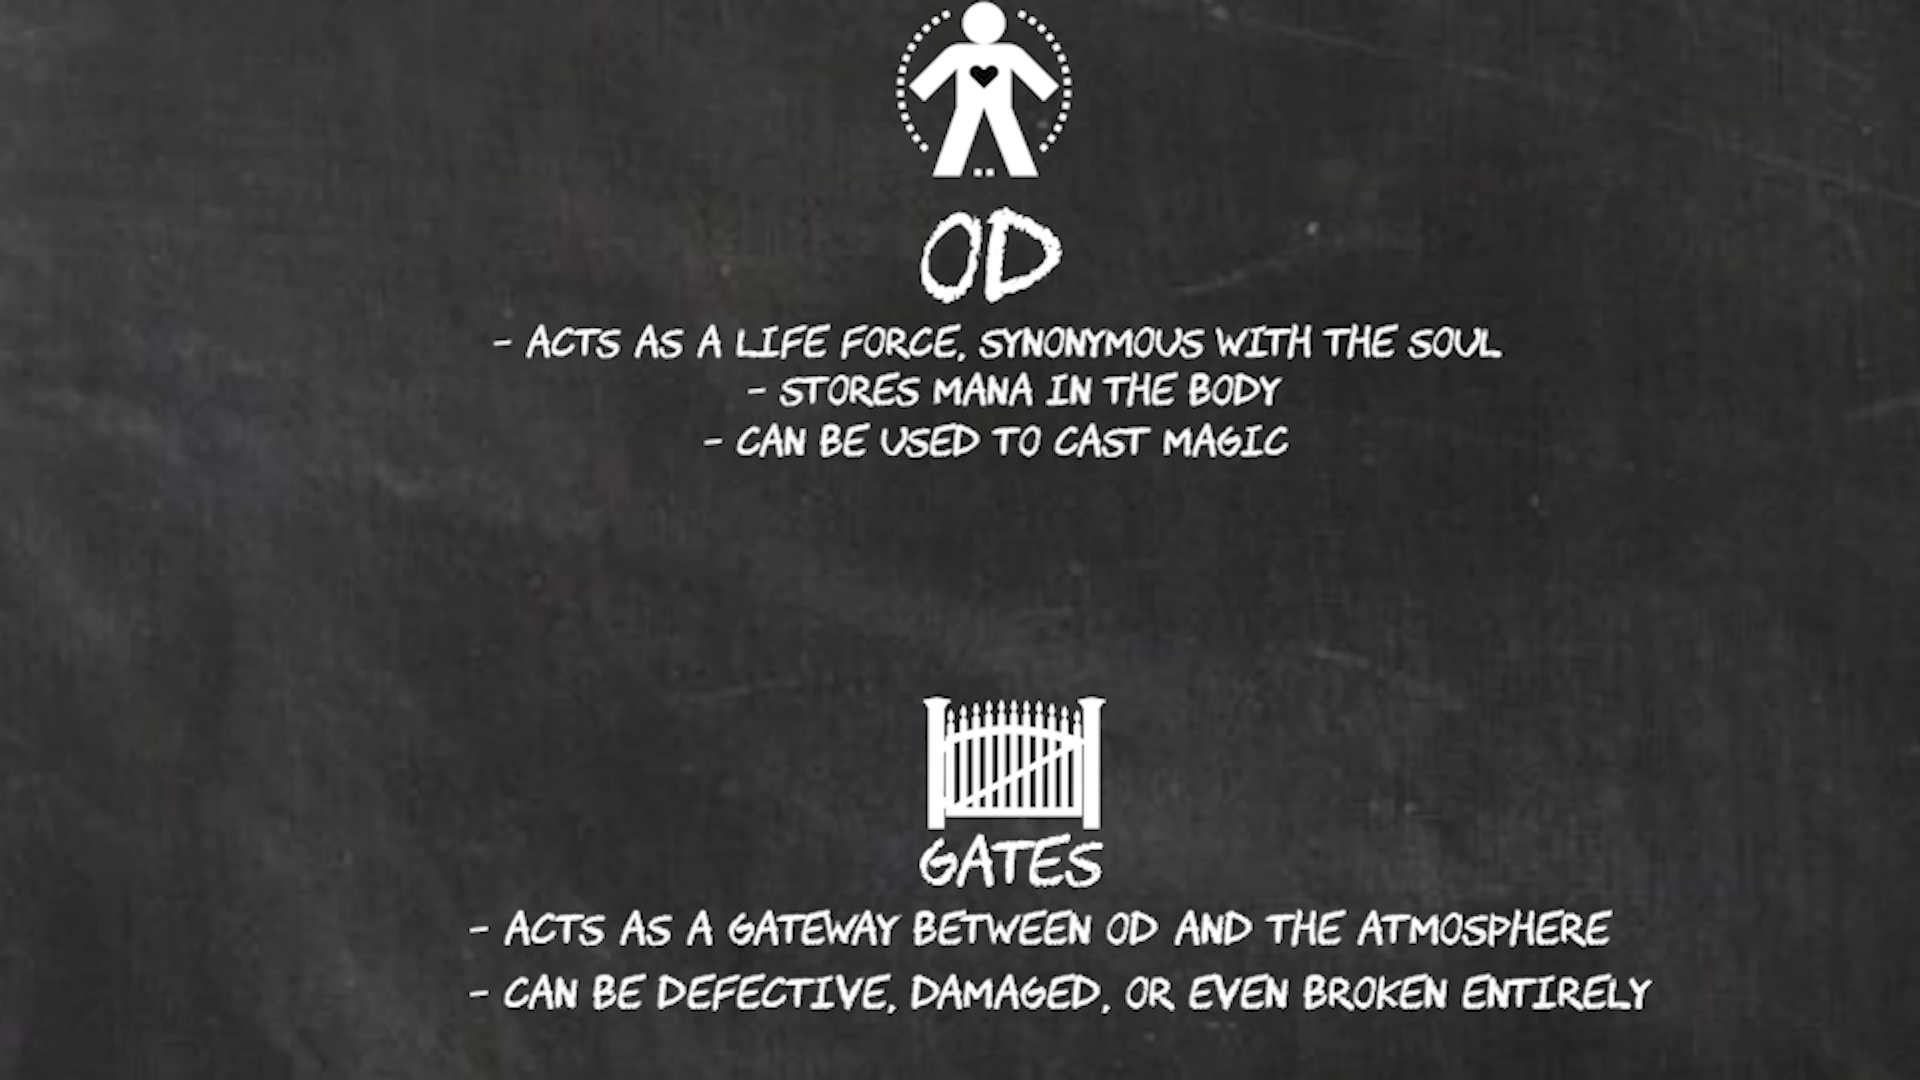 OD
- ACTS AS A LIFE FORCE, SYNONYMOUS WITH THE SOUL
- STORES MANA IN THE BODY
- CAN BE USED TO CAST MAGIC
GATES
- ACTS AS A GATEWAY BETWEEN OD AND THE ATMOSPHERE
- CAN BE DEFECTIVE, DAMAGED, OR EVEN BROKEN ENTIRELY